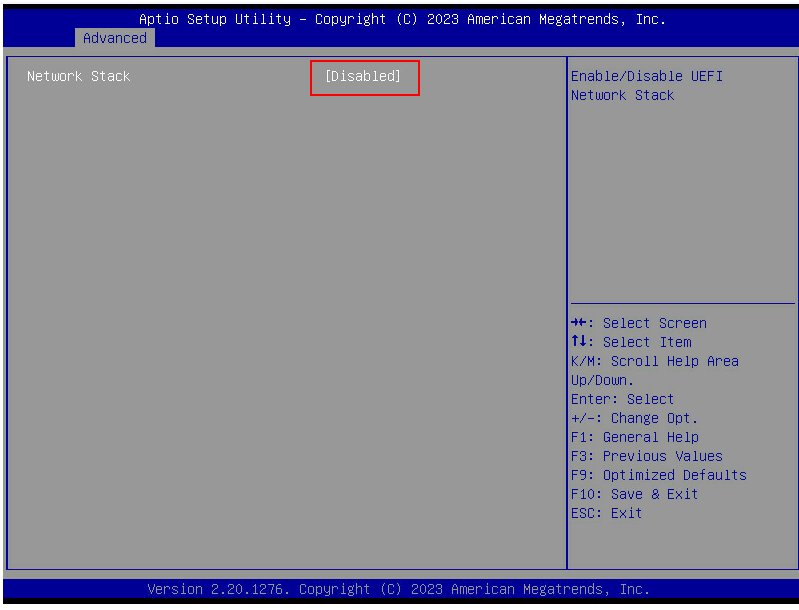 Aptio Setup Utility – Copyright (C) 2023 American Megatrends, Inc.
Advanced
Network Stack [Disabled]
Enable/Disable UEFI
Network Stack
→←: Select Screen
↑↓: Select Item
K/M: Scroll Help Area
Up/Down.
Enter: Select
+/-: Change Opt.
F1: General Help
F3: Previous Values
F9: Optimized Defaults
F10: Save & Exit
ESC: Exit
Version 2.20.1276. Copyright (C) 2023 American Megatrends, Inc.